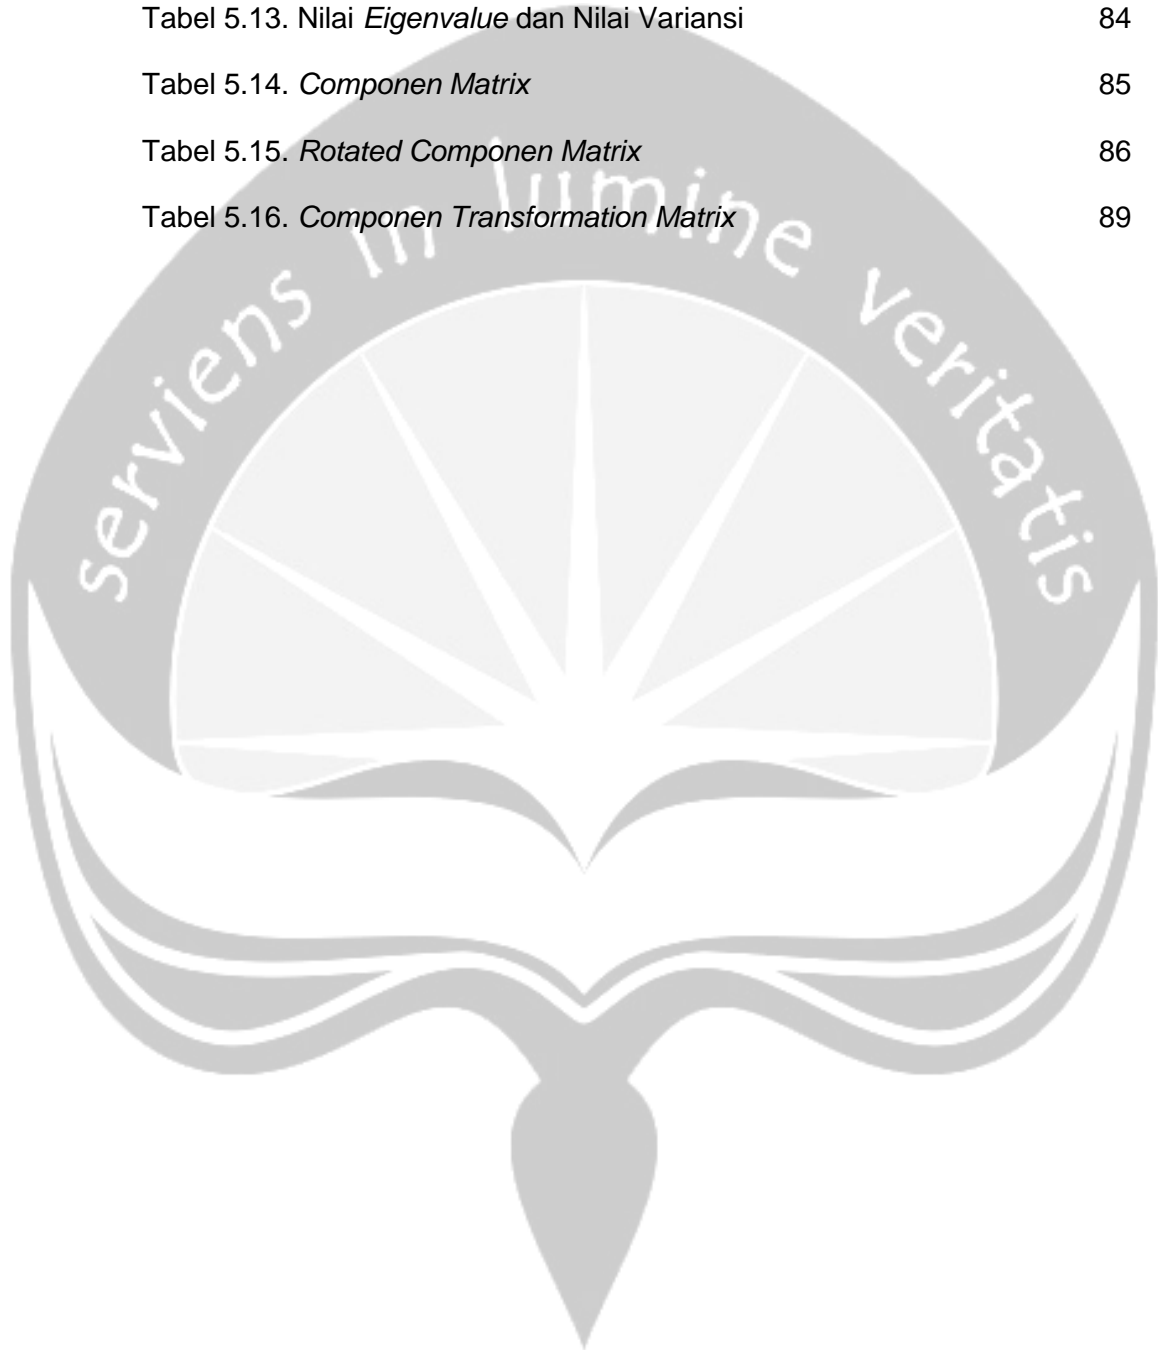 Tabel 5.13. Nilai Eigenvalue dan Nilai Variansi 84
Tabel 5.14. Componen Matrix 85
Tabel 5.15. Rotated Componen Matrix 86
Tabel 5.16. Componen Transformation Matrix 89
serviens in lumine veritatis